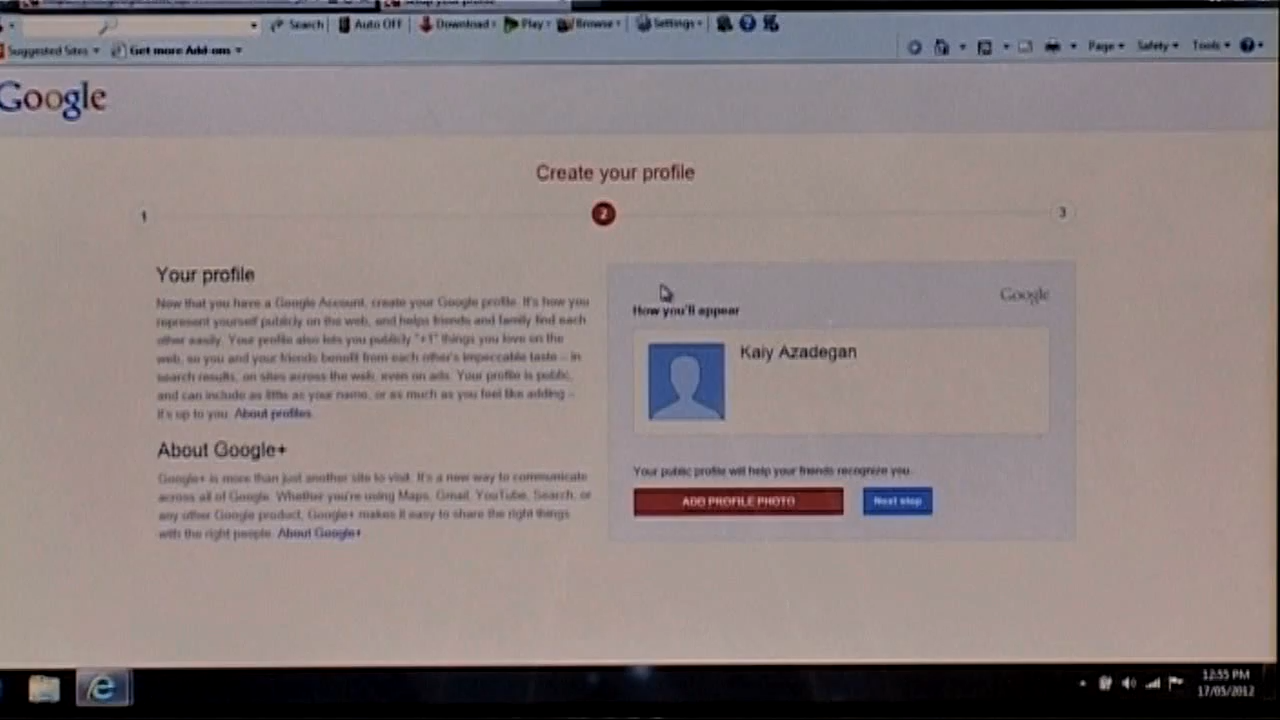 Search Auto Off Download Play Browse Settings
Suggested Sites Get more Add-ons Page Safety Tools
Google
Create your profile
1 2 3
Your profile
Now that you have a Google Account, create your Google profile. It's how you
represent yourself publicly on the web, and helps friends and family find each
other easily. Your profile also lets you publicly "+1" things you love on the
web, so you and your friends benefit from each other's impeccable taste – in
search results, on sites across the web, even on ads. Your profile is public,
and can include as little as your name, or as much as you feel like adding –
it's up to you. About profiles.
About Google+
Google+ is more than just another site to visit. It's a new way to communicate
across all of Google. Whether you're using Maps, Gmail, YouTube, Search, or
any other Google product, Google+ makes it easy to share the right things
with the right people. About Google+
Google
How you'll appear
Kaiy Azadegan
Your public profile will help your friends recognize you.
ADD PROFILE PHOTO Next step
12:55 PM
17/05/2012